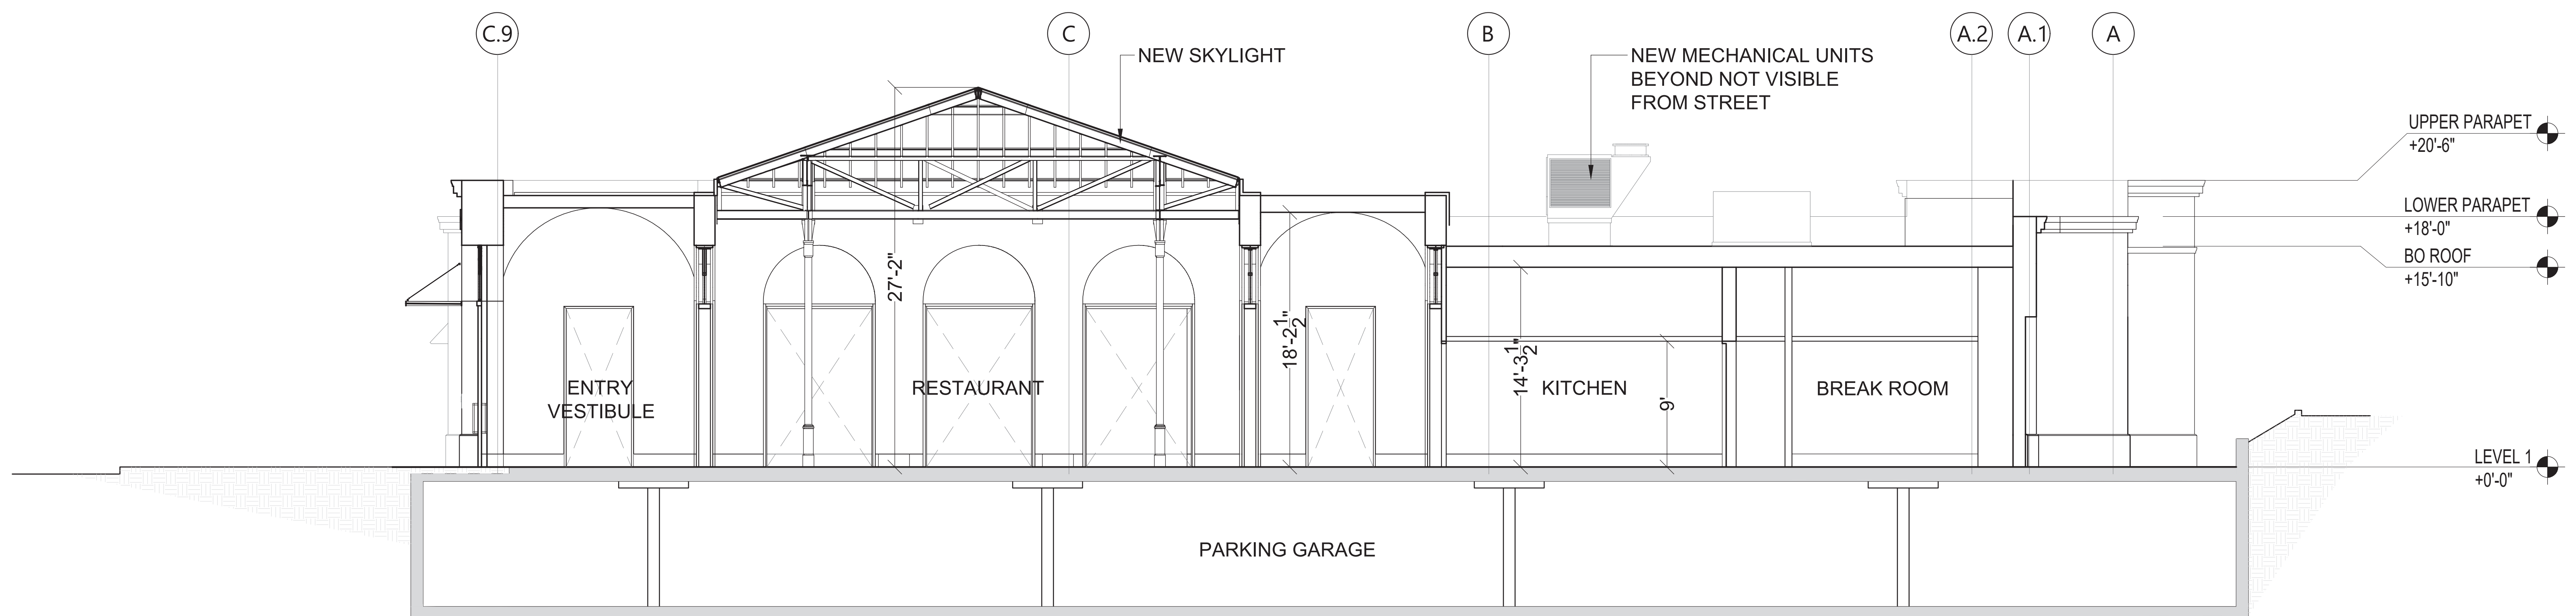 C.9
C
B
A.2
A.1
A
NEW SKYLIGHT
NEW MECHANICAL UNITS
BEYOND NOT VISIBLE
FROM STREET
UPPER PARAPET
+20'-6"
LOWER PARAPET
+18'-0"
BO ROOF
+15'-10"
27'-2"
18'-2 1/2"
14'-3 1/2"
9'
ENTRY
VESTIBULE
RESTAURANT
KITCHEN
BREAK ROOM
LEVEL 1
+0'-0"
PARKING GARAGE